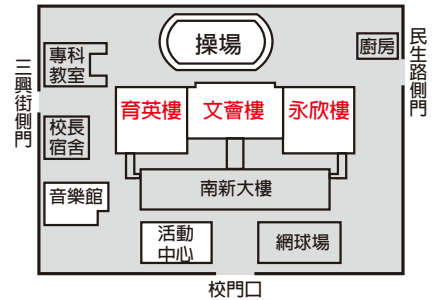 操場
廚房
民生路側門
專科
教室
三興街側門
育英樓
文薈樓
永欣樓
校長
宿舍
音樂館
南新大樓
活動
中心
網球場
校門口